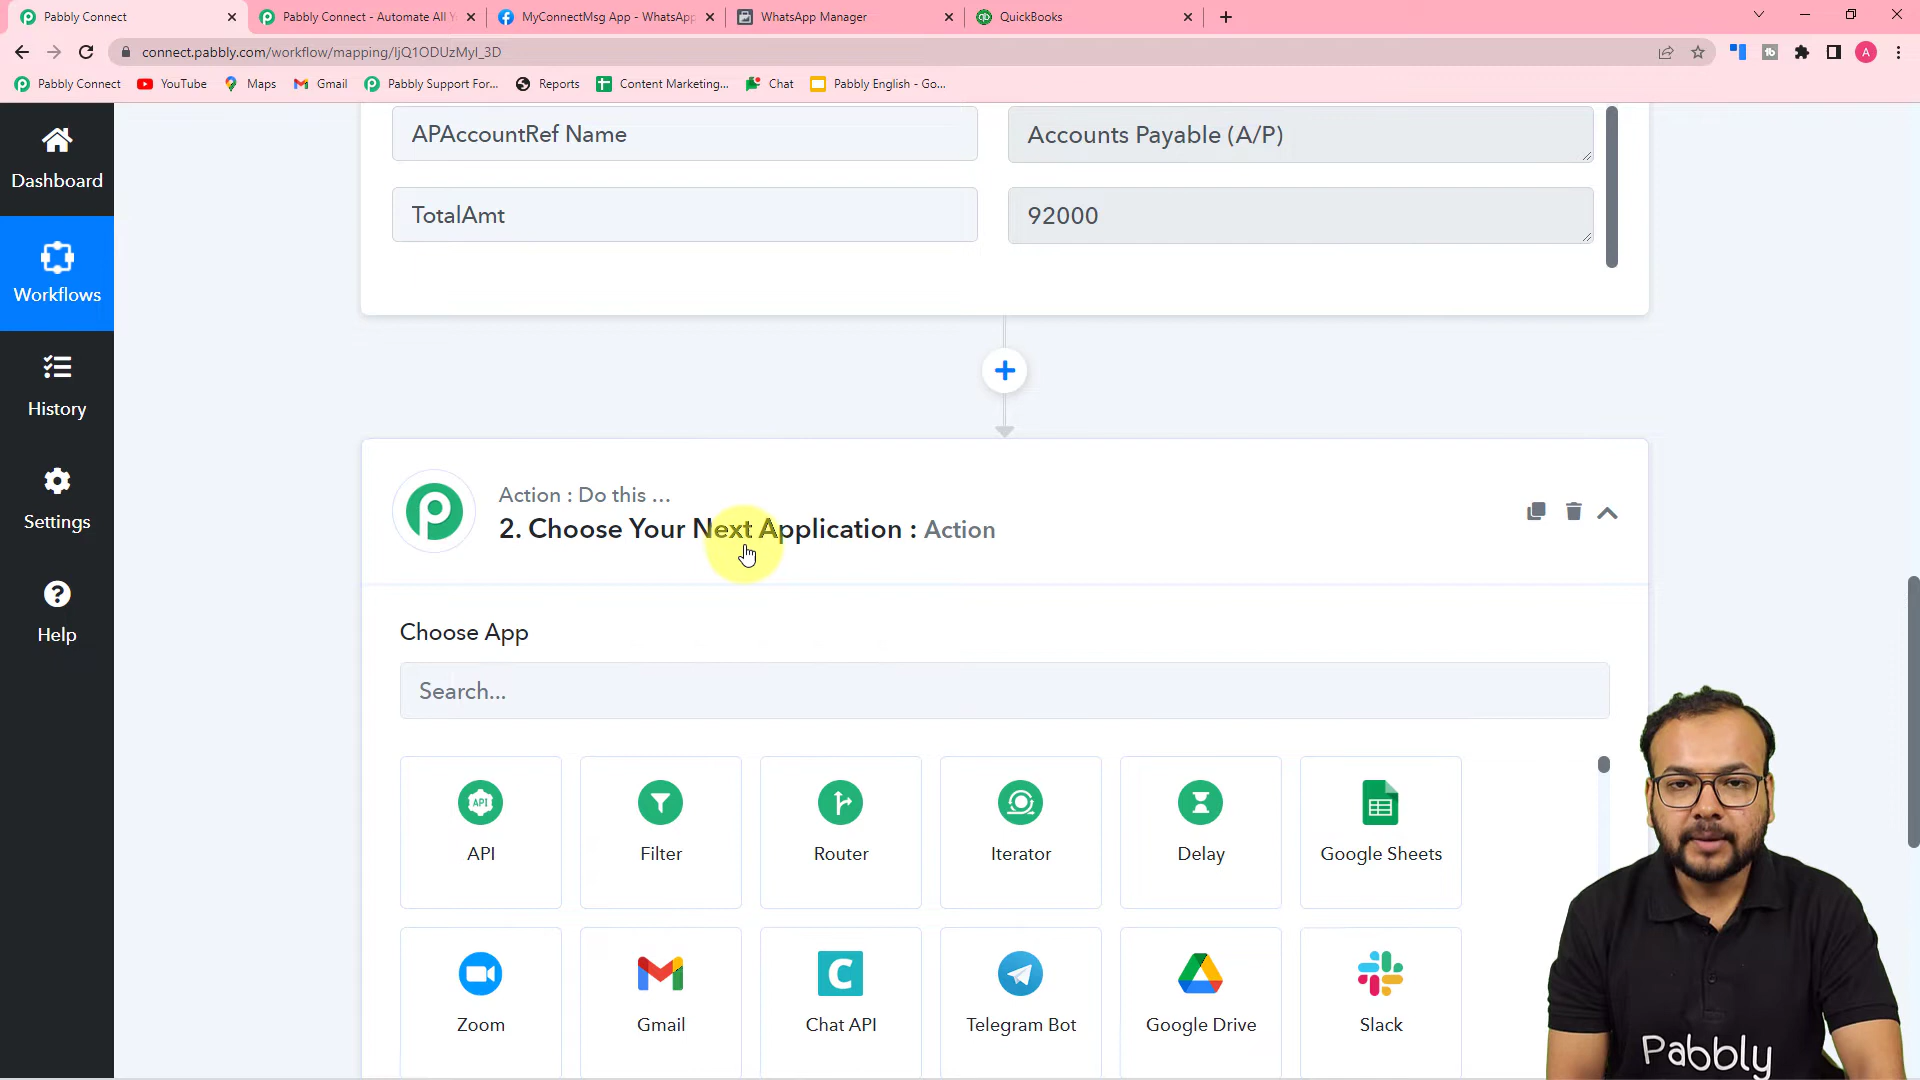 Pabbly Connect
Pabbly Connect - Automate All Y
MyConnectMsg App - WhatsApp
WhatsApp Manager
QuickBooks
connect.pabbly.com/workflow/mapping/IjQ1ODUzMyI_3D
A
Pabbly Connect
YouTube
Maps
Gmail
Pabbly Support For...
Reports
Content Marketing...
Chat
Pabbly English - Go...
Dashboard
Workflows
History
Settings
Help
APAccountRef Name
Accounts Payable (A/P)
TotalAmt
92000
Action : Do this ...
2. Choose Your Next Application : Action
Choose App
Search...
API
API
Filter
Router
Iterator
Delay
Google Sheets
Zoom
Gmail
C
Chat API
Telegram Bot
Google Drive
Slack
Pabbly